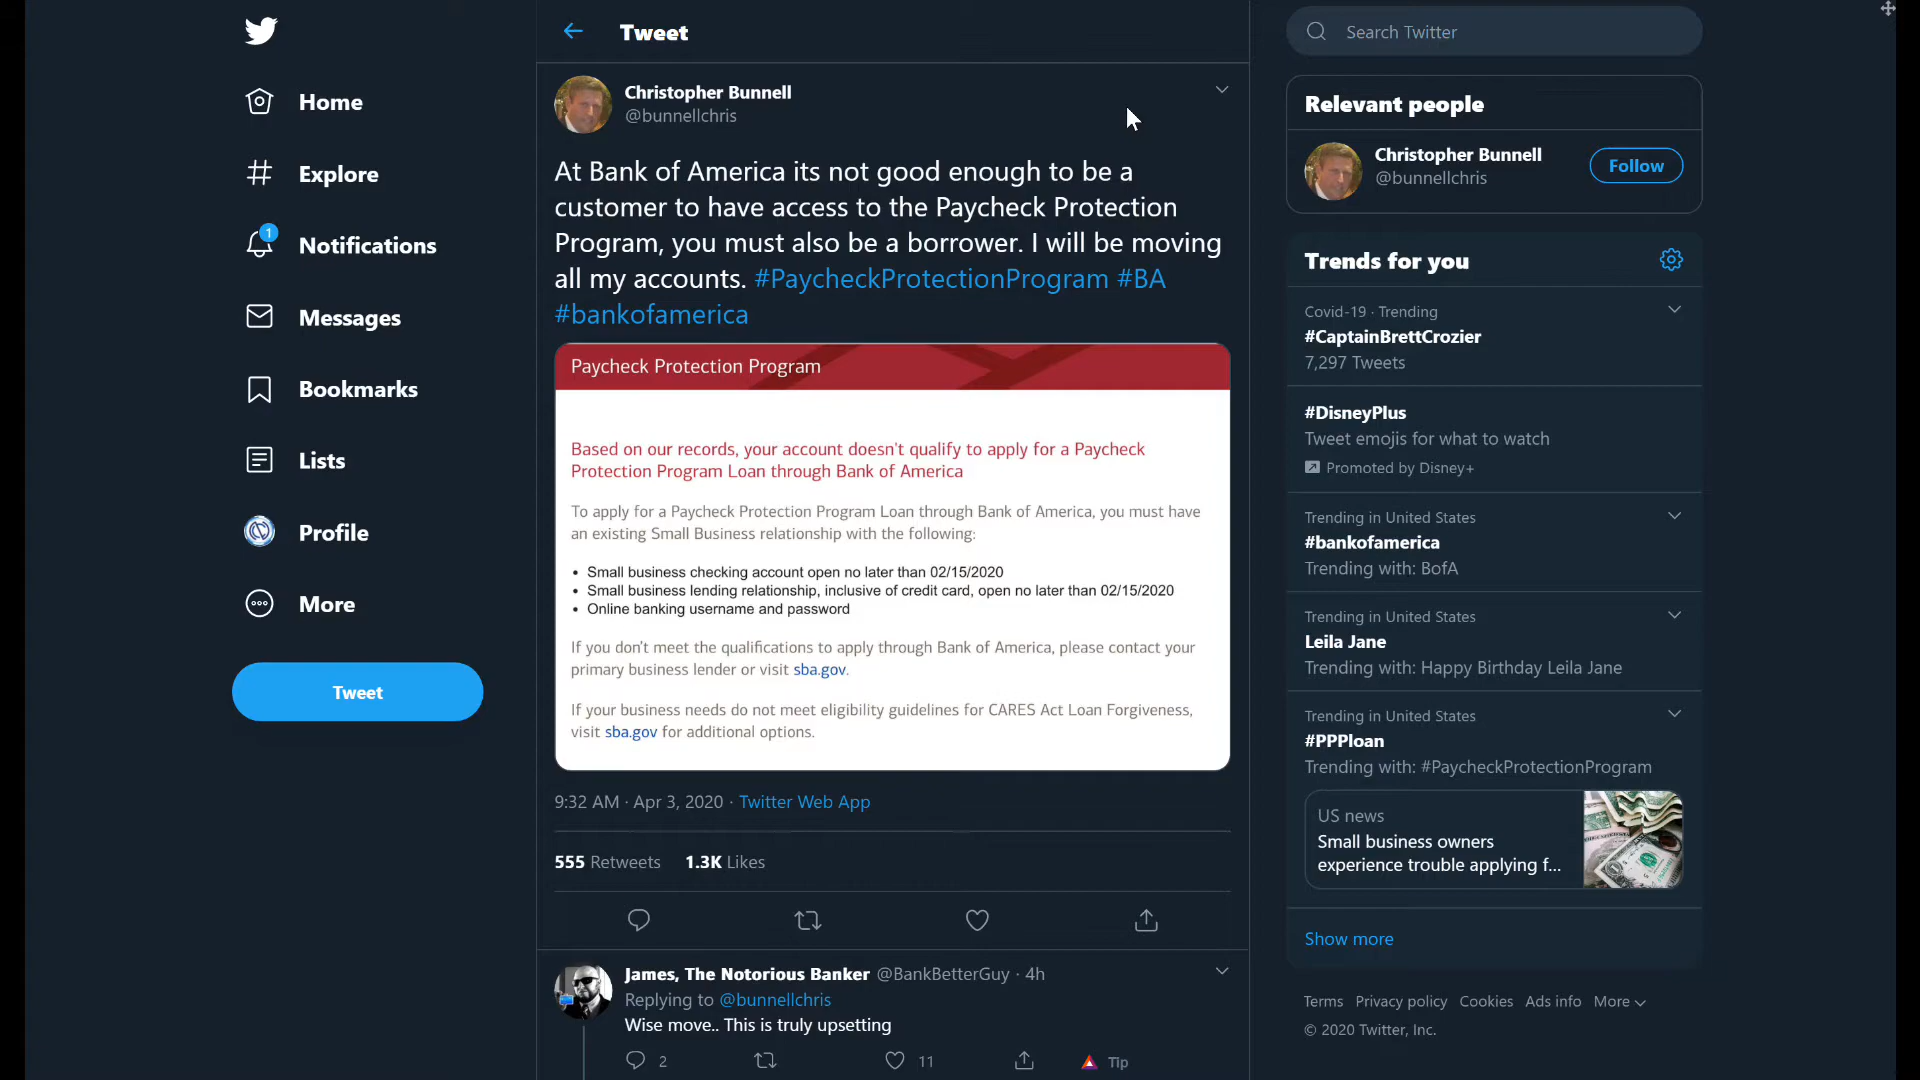 Home
Explore
1
Notifications
Messages
Bookmarks
Lists
Profile
More
Tweet
Tweet
Christopher Bunnell
@bunnellchris
At Bank of America its not good enough to be a
customer to have access to the Paycheck Protection
Program, you must also be a borrower. I will be moving
all my accounts. #PaycheckProtectionProgram #BA
#bankofamerica
Paycheck Protection Program
Based on our records, your account doesn't qualify to apply for a Paycheck
Protection Program Loan through Bank of America
To apply for a Paycheck Protection Program Loan through Bank of America, you must have
an existing Small Business relationship with the following:
• Small business checking account open no later than 02/15/2020
• Small business lending relationship, inclusive of credit card, open no later than 02/15/2020
• Online banking username and password
If you don't meet the qualifications to apply through Bank of America, please contact your
primary business lender or visit sba.gov.
If your business needs do not meet eligibility guidelines for CARES Act Loan Forgiveness,
visit sba.gov for additional options.
9:32 AM · Apr 3, 2020 · Twitter Web App
555 Retweets 1.3K Likes
James, The Notorious Banker @BankBetterGuy · 4h
Replying to @bunnellchris
Wise move.. This is truly upsetting
2 11 Tip
Search Twitter
Relevant people
Christopher Bunnell
@bunnellchris
Follow
Trends for you
Covid-19 · Trending
#CaptainBrettCrozier
7,297 Tweets
#DisneyPlus
Tweet emojis for what to watch
Promoted by Disney+
Trending in United States
#bankofamerica
Trending with: BofA
Trending in United States
Leila Jane
Trending with: Happy Birthday Leila Jane
Trending in United States
#PPPloan
Trending with: #PaycheckProtectionProgram
US news
Small business owners
experience trouble applying f...
Show more
Terms Privacy policy Cookies Ads info More
© 2020 Twitter, Inc.